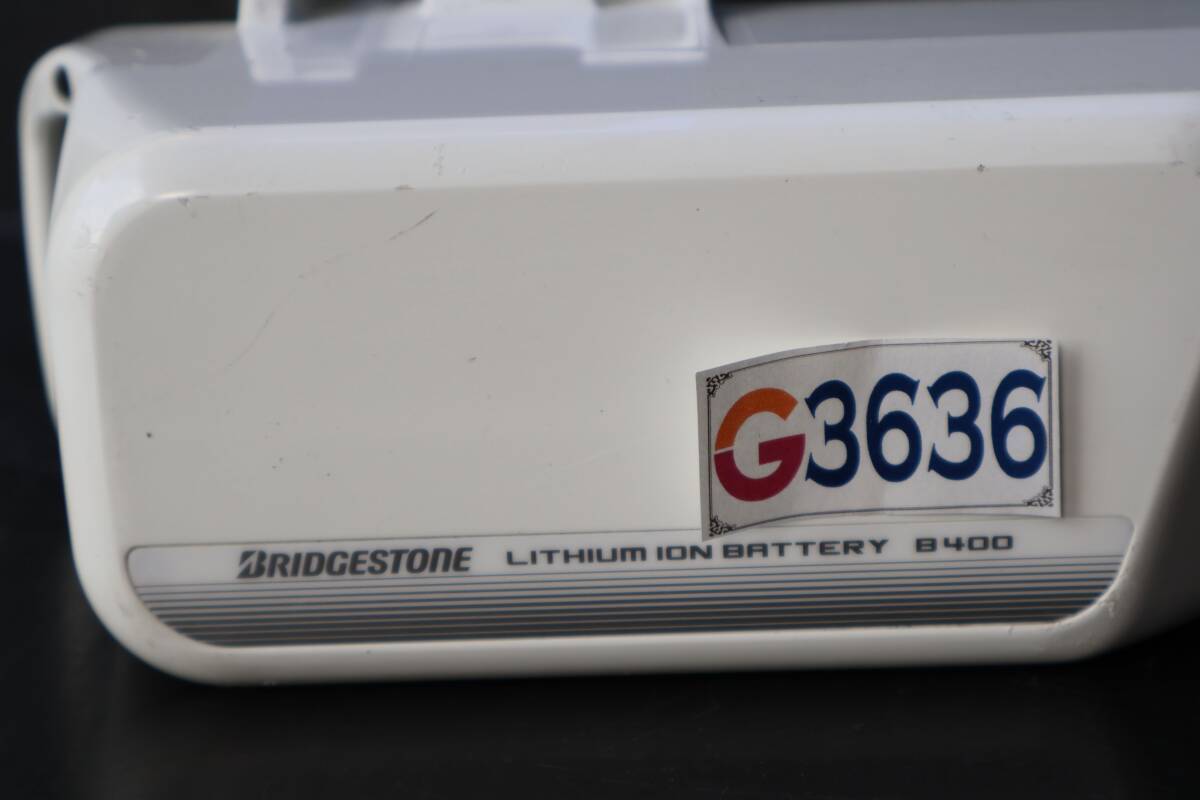 G3636
BRIDGESTONE LITHIUM ION BATTERY B400